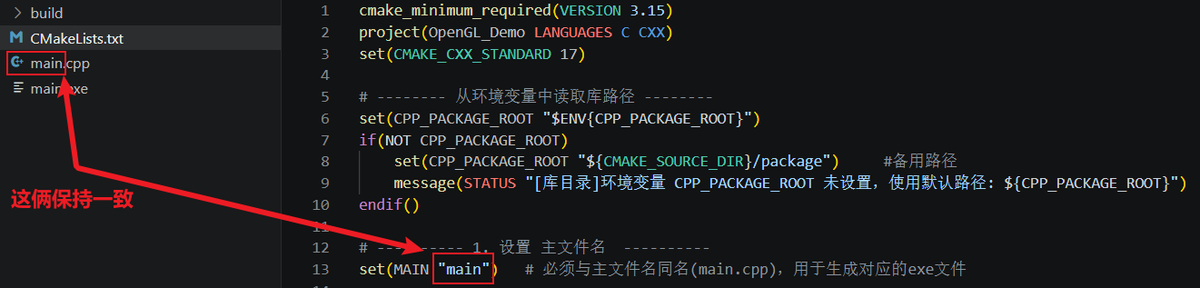 build
CMakeLists.txt
main.cpp
main.exe
这俩保持一致
1 cmake_minimum_required(VERSION 3.15)
2 project(OpenGL_Demo LANGUAGES C CXX)
3 set(CMAKE_CXX_STANDARD 17)
4
5 # -------- 从环境变量中读取库路径 --------
6 set(CPP_PACKAGE_ROOT "$ENV{CPP_PACKAGE_ROOT}")
7 if(NOT CPP_PACKAGE_ROOT)
8 set(CPP_PACKAGE_ROOT "${CMAKE_SOURCE_DIR}/package") #备用路径
9 message(STATUS "[库目录]环境变量 CPP_PACKAGE_ROOT 未设置，使用默认路径: ${CPP_PACKAGE_ROOT}")
10 endif()
11
12 # ---------- 1. 设置 主文件名 ----------
13 set(MAIN "main") # 必须与主文件名同名(main.cpp)，用于生成对应的exe文件